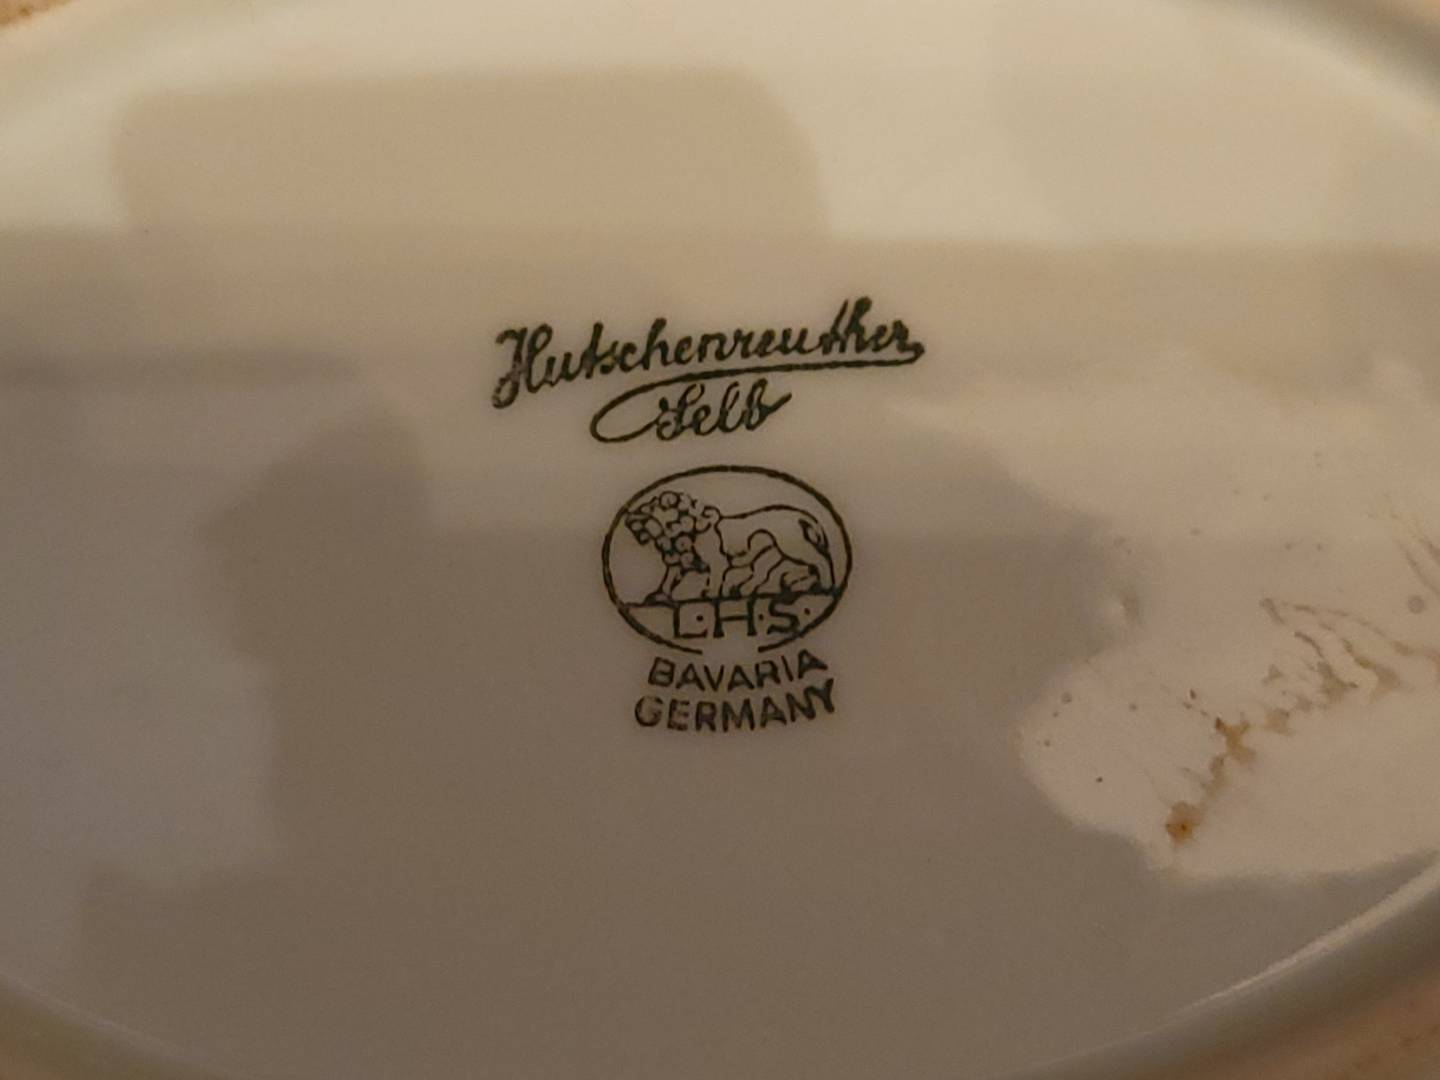 Hutschenreuther
Selb
L·H·S·
BAVARIA
GERMANY